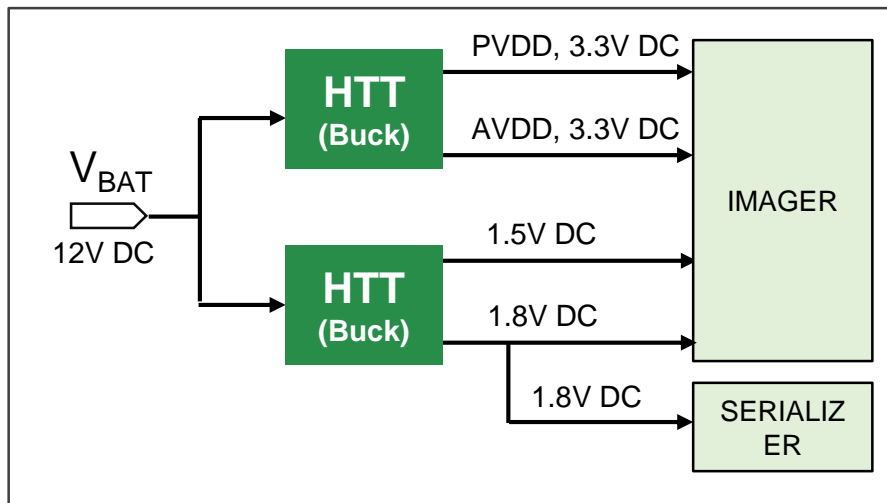 PVDD, 3.3V DC
HTT
(Buck)
AVDD, 3.3V DC
VBAT
12V DC
IMAGER
1.5V DC
HTT
(Buck)
1.8V DC
1.8V DC
SERIALIZ
ER